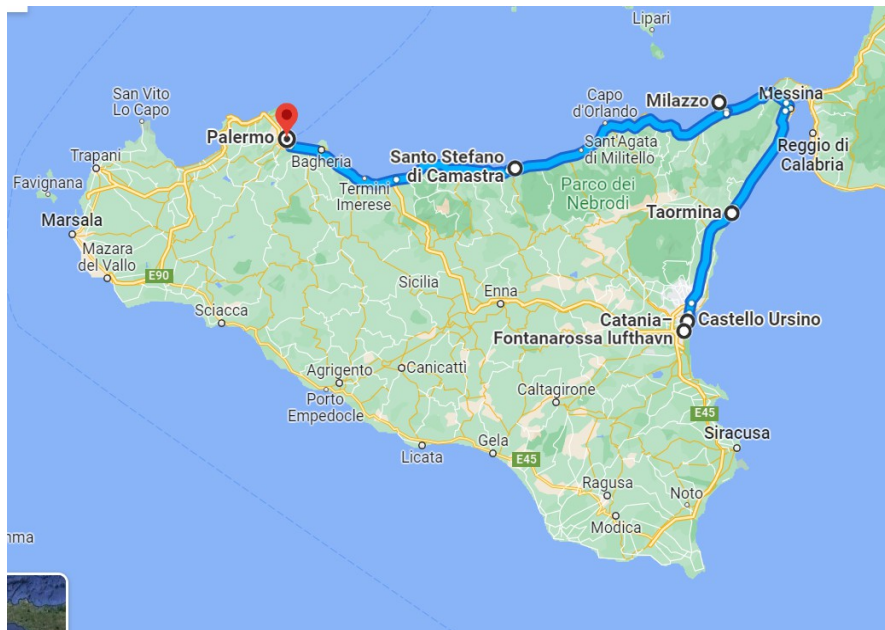 Lipari
San Vito
Lo Capo
Capo
d'Orlando
Milazzo
Messina
Palermo
Bagheria
Santo Stefano
di Camastra
Sant'Agata
di Militello
Reggio di
Calabria
Trapani
Termini
Imerese
Parco dei
Nebrodi
Favignana
Marsala
Taormina
Mazara
del Vallo
E90
Sicilia
Enna
Sciacca
Catania–
Fontanarossa lufthavn
Castello Ursino
Agrigento
Canicattì
Porto
Empedocle
Caltagirone
E45
Siracusa
Licata
Gela
E45
Ragusa
Noto
Modica
mma